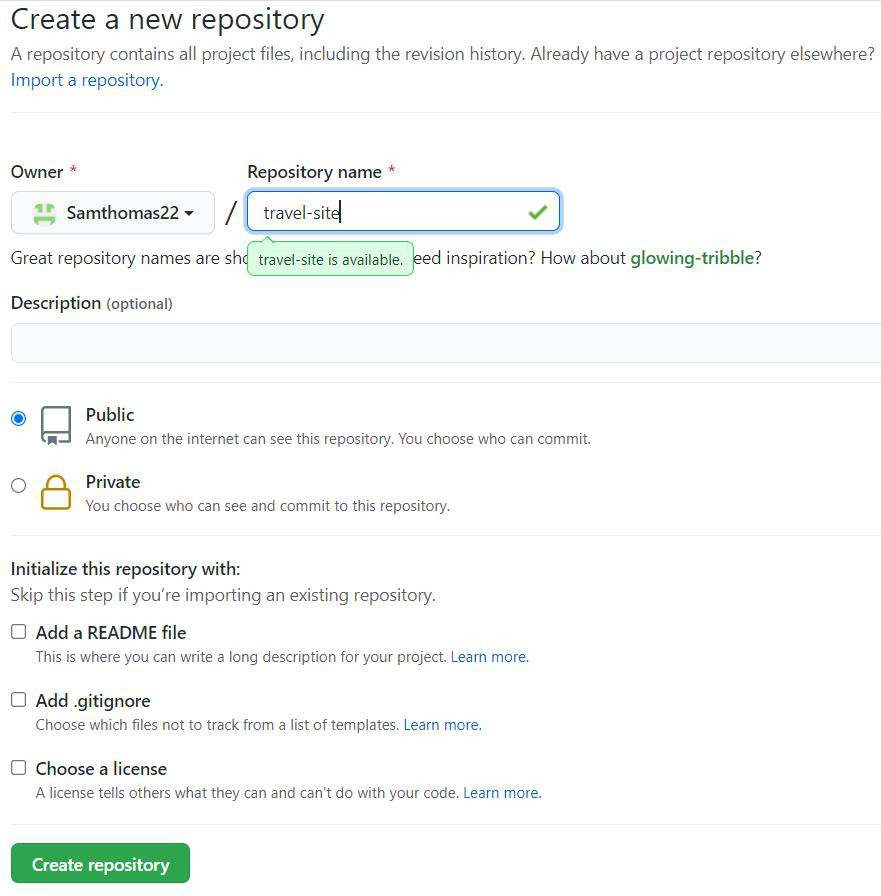 Create a new repository
A repository contains all project files, including the revision history. Already have a project repository elsewhere?
Import a repository.
Owner *
Repository name *
Samthomas22 / travel-site
Great repository names are sho
travel-site is available.
eed inspiration? How about glowing-tribble?
Description (optional)
Public
Anyone on the internet can see this repository. You choose who can commit.
Private
You choose who can see and commit to this repository.
Initialize this repository with:
Skip this step if you’re importing an existing repository.
Add a README file
This is where you can write a long description for your project. Learn more.
Add .gitignore
Choose which files not to track from a list of templates. Learn more.
Choose a license
A license tells others what they can and can't do with your code. Learn more.
Create repository